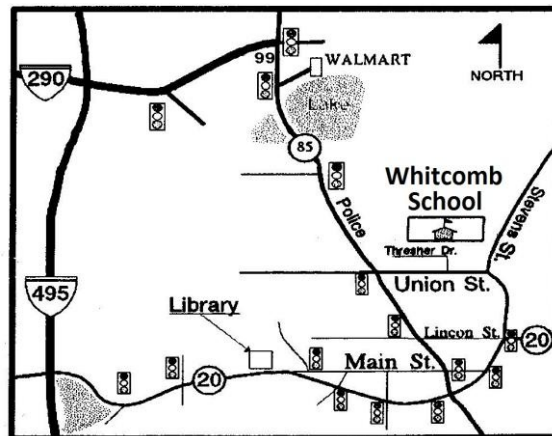 99
WALMART
290
NORTH
Lake
85
Whitcomb
School
Police
Stevens St.
Thresher Dr.
Union St.
495
Library
Lincon St.
20
Main St.
20